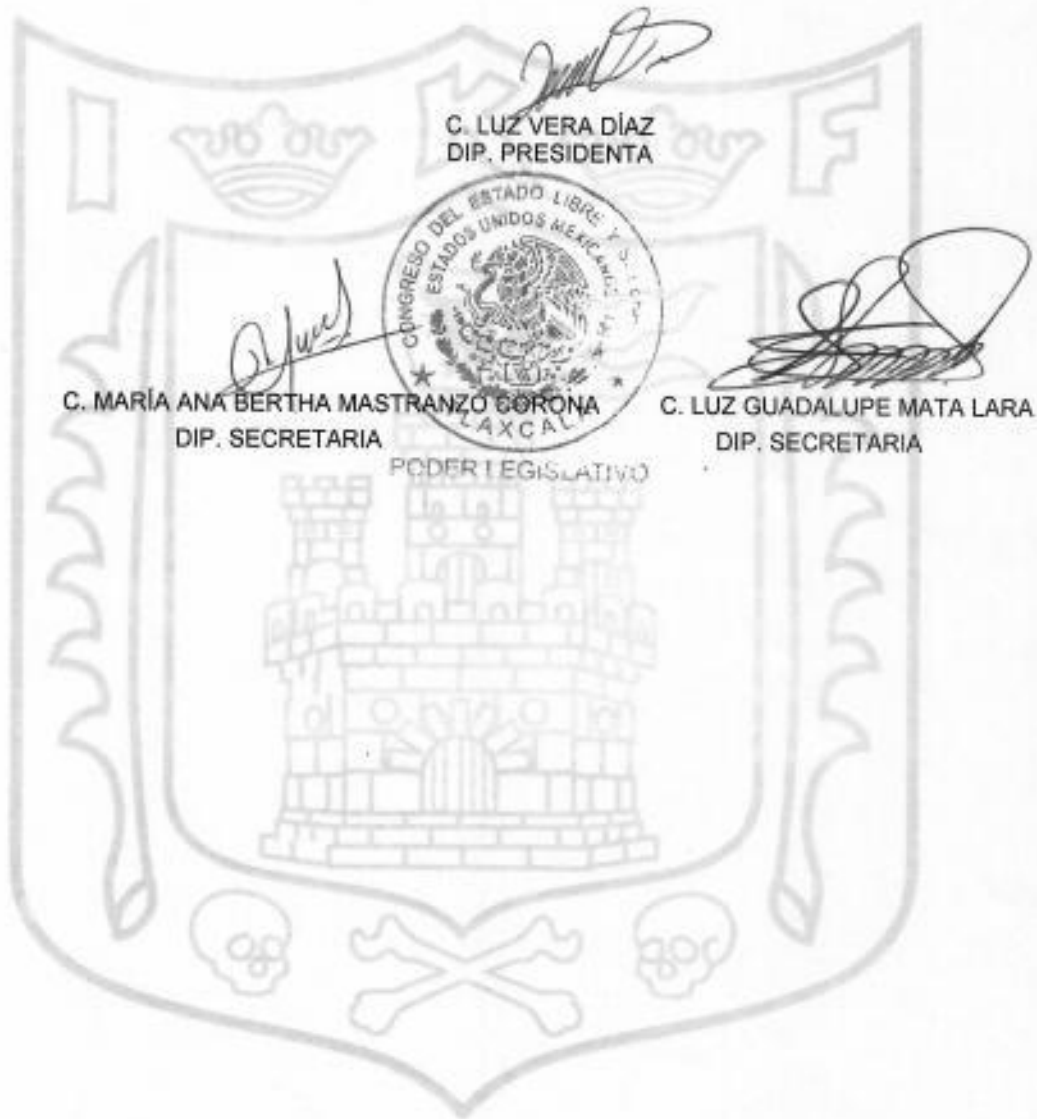 I K F
C. LUZ VERA DÍAZ
DIP. PRESIDENTA
CONGRESO DEL ESTADO LIBRE Y
ESTADOS UNIDOS MEXICANOS
TLAXCALA
C. MARÍA ANA BERTHA MASTRANZO CORONA
DIP. SECRETARIA
C. LUZ GUADALUPE MATA LARA
DIP. SECRETARIA
PODER LEGISLATIVO